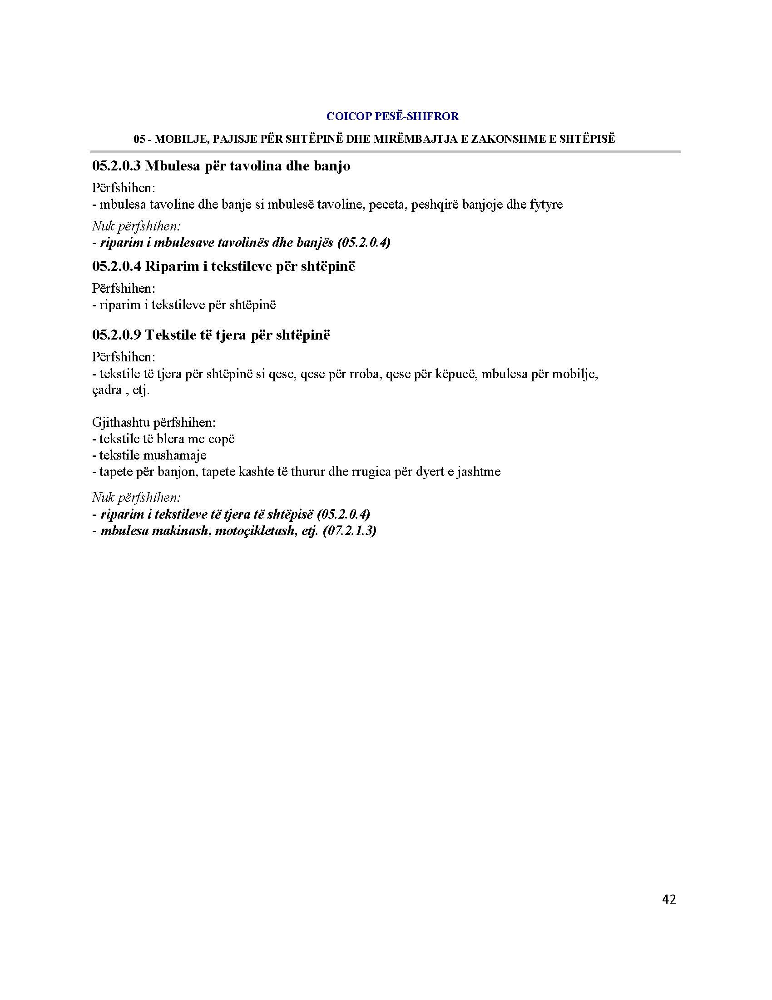 COICOP PESË-SHIFROR
05 - MOBILJE, PAJISJE PËR SHTËPINË DHE MIRËMBAJTJA E ZAKONSHME E SHTËPISË
05.2.0.3 Mbulesa për tavolina dhe banjo
Përfshihen:
- mbulesa tavoline dhe banje si mbulesë tavoline, peceta, peshqirë banjoje dhe fytyre
Nuk përfshihen:
- riparim i mbulesave tavolinës dhe banjës (05.2.0.4)
05.2.0.4 Riparim i tekstileve për shtëpinë
Përfshihen:
- riparim i tekstileve për shtëpinë
05.2.0.9 Tekstile të tjera për shtëpinë
Përfshihen:
- tekstile të tjera për shtëpinë si qese, qese për rroba, qese për këpucë, mbulesa për mobilje,
çadra , etj.
Gjithashtu përfshihen:
- tekstile të blera me copë
- tekstile mushamaje
- tapete për banjon, tapete kashte të thurur dhe rrugica për dyert e jashtme
Nuk përfshihen:
- riparim i tekstileve të tjera të shtëpisë (05.2.0.4)
- mbulesa makinash, motoçikletash, etj. (07.2.1.3)
42